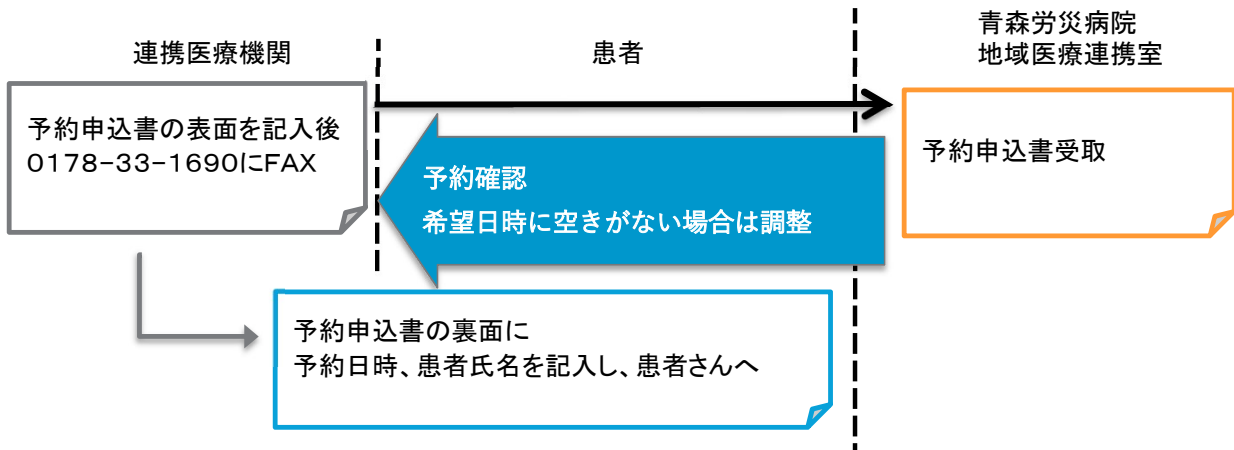 連携医療機関
患者
青森労災病院
地域医療連携室
予約申込書の表面を記入後
0178-33-1690にFAX
予約申込書受取
予約確認
希望日時に空きがない場合は調整
予約申込書の裏面に
予約日時、患者氏名を記入し、患者さんへ